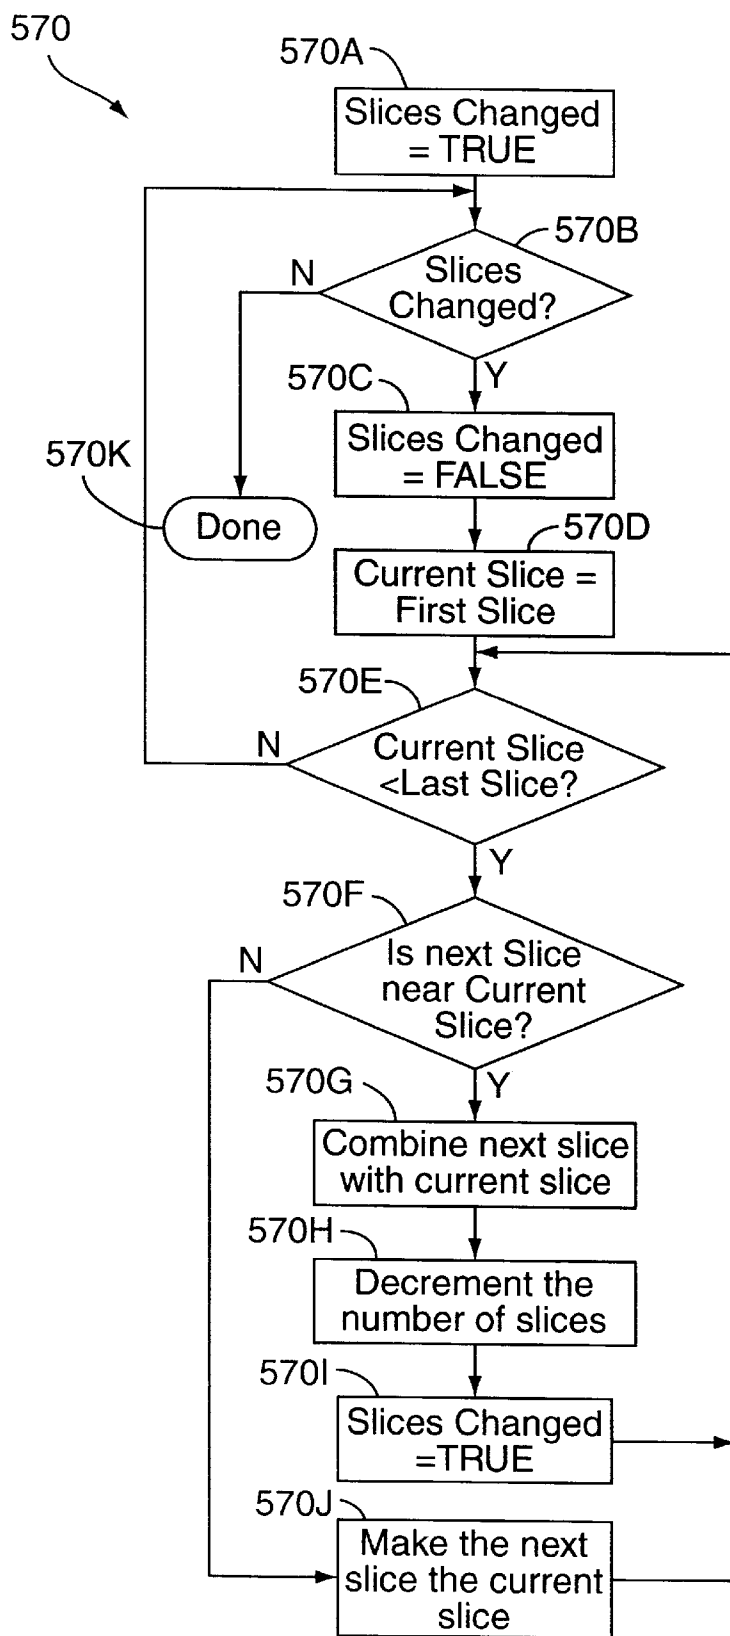 570
570A
Slices Changed
= TRUE
570B
Slices
Changed?
N
Y
570C
Slices Changed
= FALSE
570K
Done
570D
Current Slice =
First Slice
570E
Current Slice
<Last Slice?
N
Y
570F
Is next Slice
near Current
Slice?
N
Y
570G
Combine next slice
with current slice
570H
Decrement the
number of slices
570I
Slices Changed
=TRUE
570J
Make the next
slice the current
slice